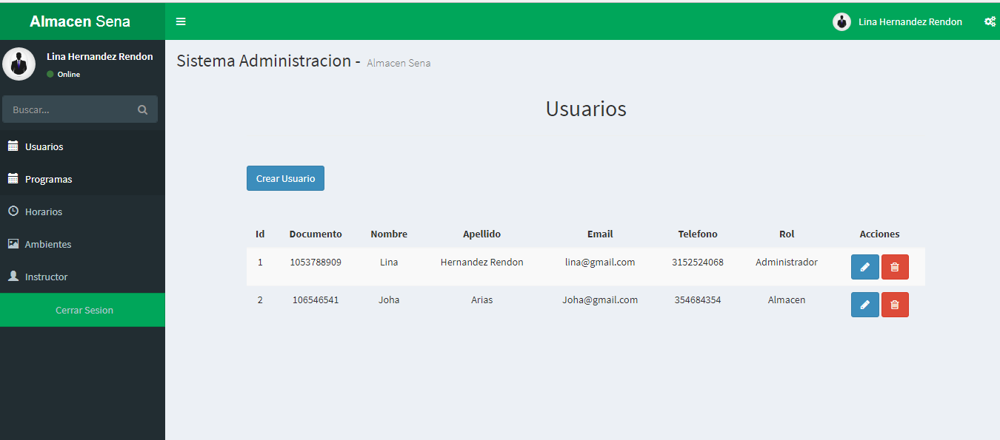 Almacen Sena
Lina Hernandez Rendon
Lina Hernandez Rendon
Online
Buscar...
Usuarios
Programas
Horarios
Ambientes
Instructor
Cerrar Sesion
Sistema Administracion - Almacen Sena
Usuarios
Crear Usuario
Id Documento Nombre Apellido Email Telefono Rol Acciones
1 1053788909 Lina Hernandez Rendon lina@gmail.com 3152524068 Administrador
2 106546541 Joha Arias Joha@gmail.com 354684354 Almacen